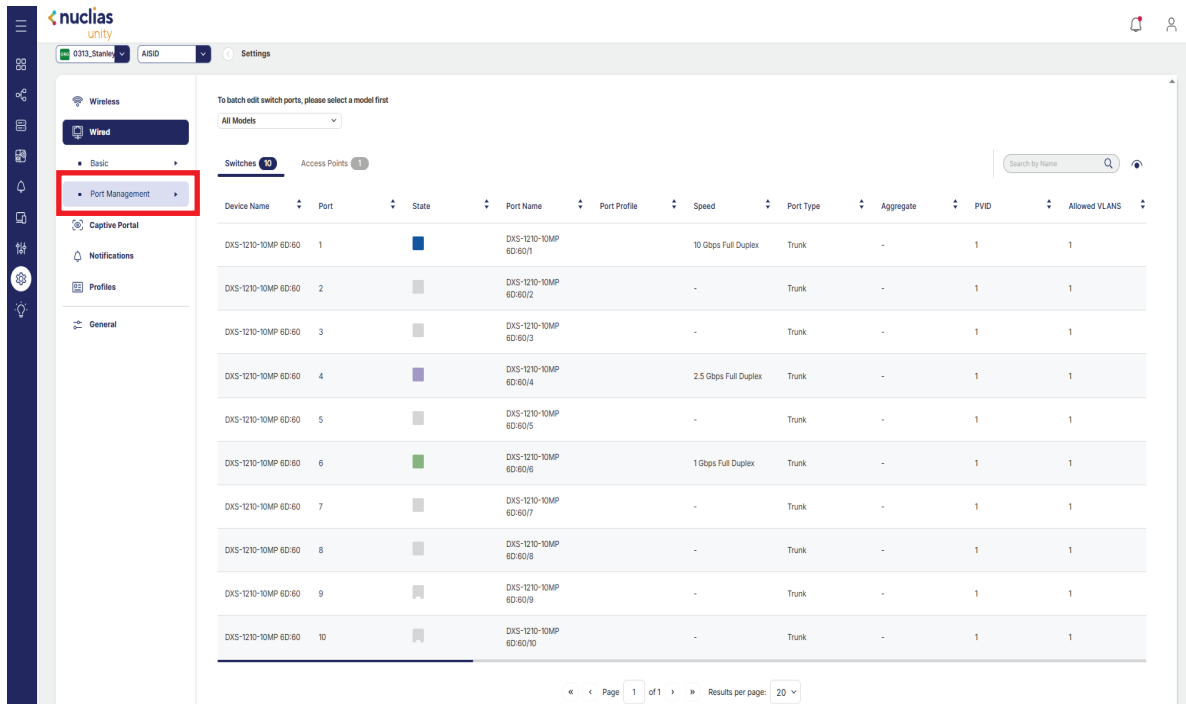 nuclias
unity
ORG 0313_Stanley AISID Settings
Wireless
Wired
Basic
Port Management
Captive Portal
Notifications
Profiles
General
To batch edit switch ports, please select a model first
All Models
Switches 10 Access Points 1 Search by Name
Device Name Port State Port Name Port Profile Speed Port Type Aggregate PVID Allowed VLANS
DXS-1210-10MP 6D:60 1 DXS-1210-10MP 10 Gbps Full Duplex Trunk - 1 1
6D:60/1
DXS-1210-10MP 6D:60 2 DXS-1210-10MP - Trunk - 1 1
6D:60/2
DXS-1210-10MP 6D:60 3 DXS-1210-10MP - Trunk - 1 1
6D:60/3
DXS-1210-10MP 6D:60 4 DXS-1210-10MP 2.5 Gbps Full Duplex Trunk - 1 1
6D:60/4
DXS-1210-10MP 6D:60 5 DXS-1210-10MP - Trunk - 1 1
6D:60/5
DXS-1210-10MP 6D:60 6 DXS-1210-10MP 1 Gbps Full Duplex Trunk - 1 1
6D:60/6
DXS-1210-10MP 6D:60 7 DXS-1210-10MP - Trunk - 1 1
6D:60/7
DXS-1210-10MP 6D:60 8 DXS-1210-10MP - Trunk - 1 1
6D:60/8
DXS-1210-10MP 6D:60 9 DXS-1210-10MP - Trunk - 1 1
6D:60/9
DXS-1210-10MP 6D:60 10 DXS-1210-10MP - Trunk - 1 1
6D:60/10
« ‹ Page 1 of 1 › » Results per page: 20